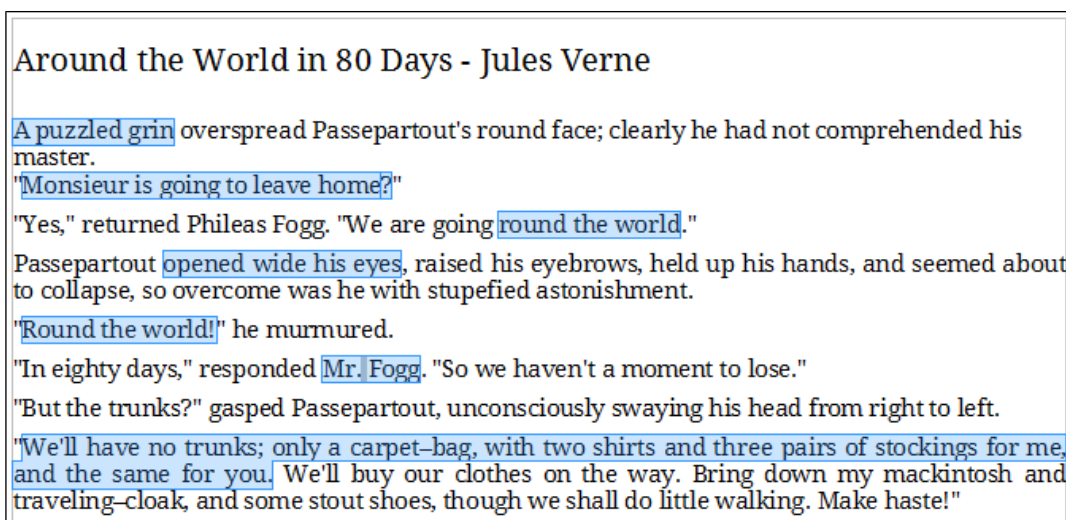 Around the World in 80 Days - Jules Verne
A puzzled grin overspread Passepartout's round face; clearly he had not comprehended his
master.
"Monsieur is going to leave home?"
"Yes," returned Phileas Fogg. "We are going round the world."
Passepartout opened wide his eyes, raised his eyebrows, held up his hands, and seemed about
to collapse, so overcome was he with stupefied astonishment.
"Round the world!" he murmured.
"In eighty days," responded Mr. Fogg. "So we haven't a moment to lose."
"But the trunks?" gasped Passepartout, unconsciously swaying his head from right to left.
"We'll have no trunks; only a carpet–bag, with two shirts and three pairs of stockings for me,
and the same for you. We'll buy our clothes on the way. Bring down my mackintosh and
traveling–cloak, and some stout shoes, though we shall do little walking. Make haste!"